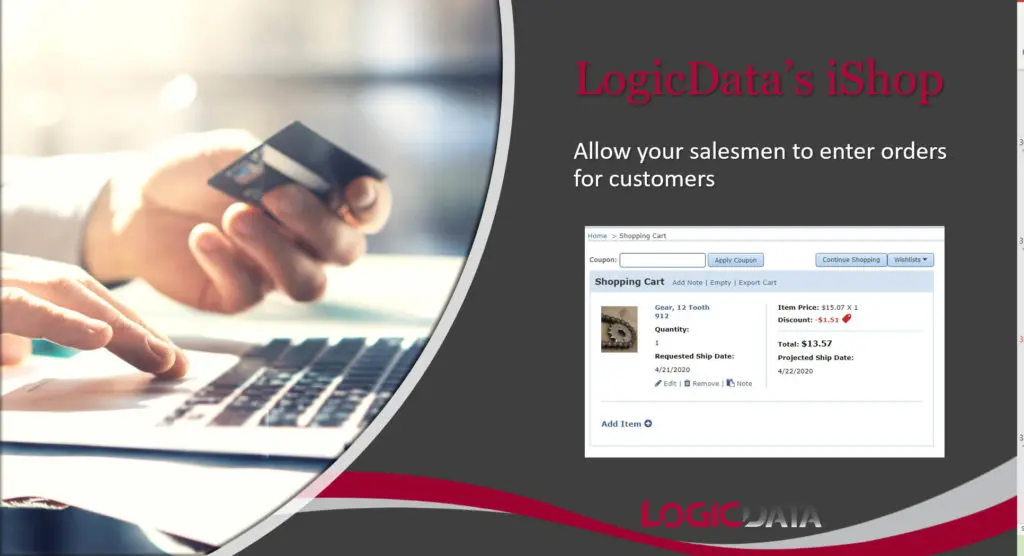 LogicData's iShop
Allow your salesmen to enter orders
for customers
Home > Shopping Cart
Coupon: Apply Coupon Continue Shopping Wishlists
Shopping Cart Add Note | Empty | Export Cart
Gear, 12 Tooth
912
Quantity:
1
Requested Ship Date:
4/21/2020
Edit | Remove | Note
Item Price: $15.07 X 1
Discount: -$1.51
Total: $13.57
Projected Ship Date:
4/22/2020
Add Item
LOGICDATA